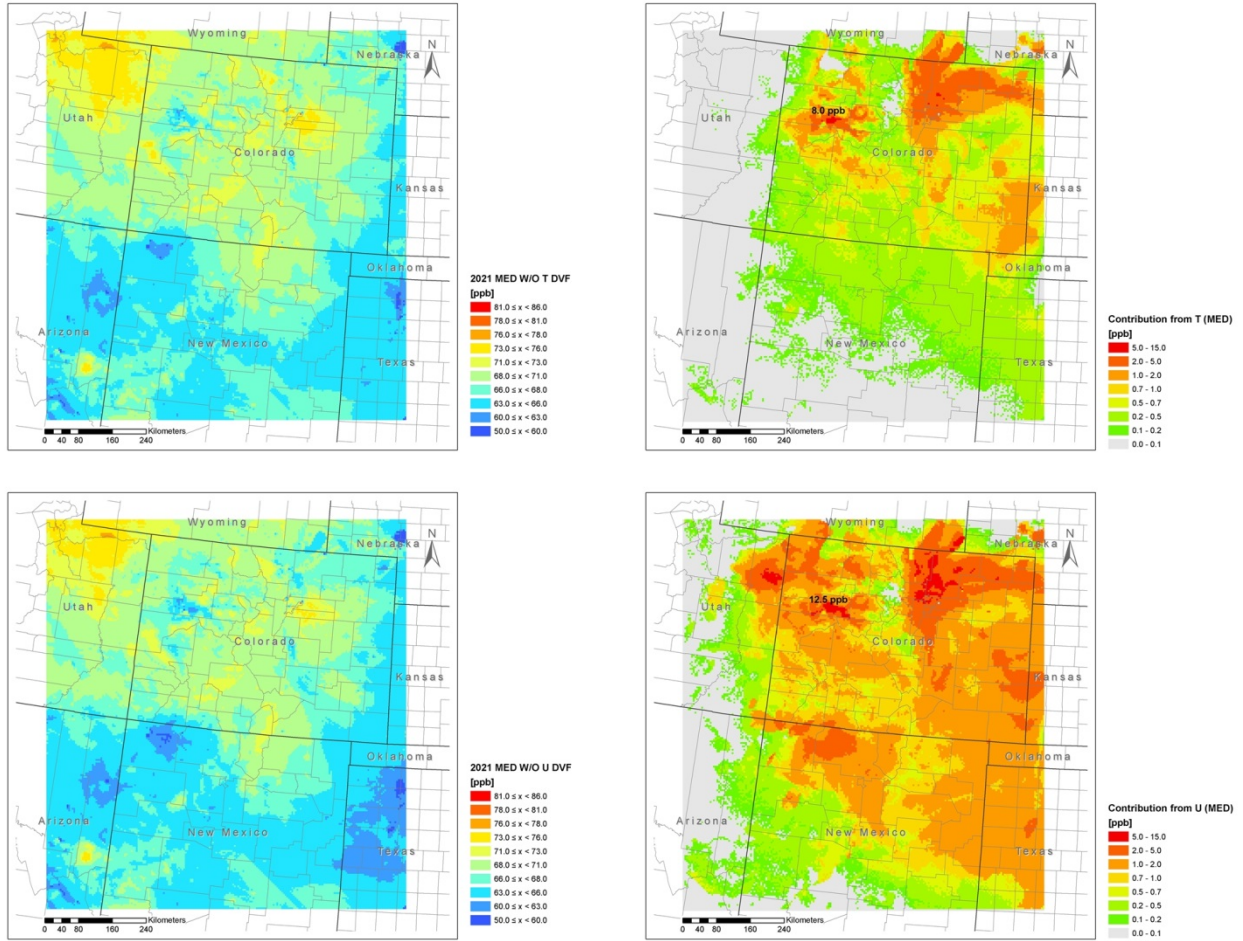 Wyoming
N
Nebraska
Utah
Colorado
Kansas
Oklahoma
Arizona
New Mexico
Texas
Kilometers
0 40 80 160 240
2021 MED W/O T DVF
[ppb]
81.0 ≤ x < 86.0
78.0 ≤ x < 81.0
76.0 ≤ x < 78.0
73.0 ≤ x < 76.0
71.0 ≤ x < 73.0
68.0 ≤ x < 71.0
66.0 ≤ x < 68.0
63.0 ≤ x < 66.0
60.0 ≤ x < 63.0
50.0 ≤ x < 60.0
Wyoming
N
Nebraska
8.0 ppb
Utah
Colorado
Kansas
Oklahoma
Arizona
New Mexico
Texas
Kilometers
0 40 80 160 240
Contribution from T (MED)
[ppb]
5.0 - 15.0
2.0 - 5.0
1.0 - 2.0
0.7 - 1.0
0.5 - 0.7
0.2 - 0.5
0.1 - 0.2
0.0 - 0.1
Wyoming
N
Nebraska
Utah
Colorado
Kansas
Oklahoma
Arizona
New Mexico
Texas
Kilometers
0 40 80 160 240
2021 MED W/O U DVF
[ppb]
81.0 ≤ x < 86.0
78.0 ≤ x < 81.0
76.0 ≤ x < 78.0
73.0 ≤ x < 76.0
71.0 ≤ x < 73.0
68.0 ≤ x < 71.0
66.0 ≤ x < 68.0
63.0 ≤ x < 66.0
60.0 ≤ x < 63.0
50.0 ≤ x < 60.0
Wyoming
N
Nebraska
12.5 ppb
Utah
Colorado
Kansas
Oklahoma
Arizona
New Mexico
Texas
Kilometers
0 40 80 160 240
Contribution from U (MED)
[ppb]
5.0 - 15.0
2.0 - 5.0
1.0 - 2.0
0.7 - 1.0
0.5 - 0.7
0.2 - 0.5
0.1 - 0.2
0.0 - 0.1